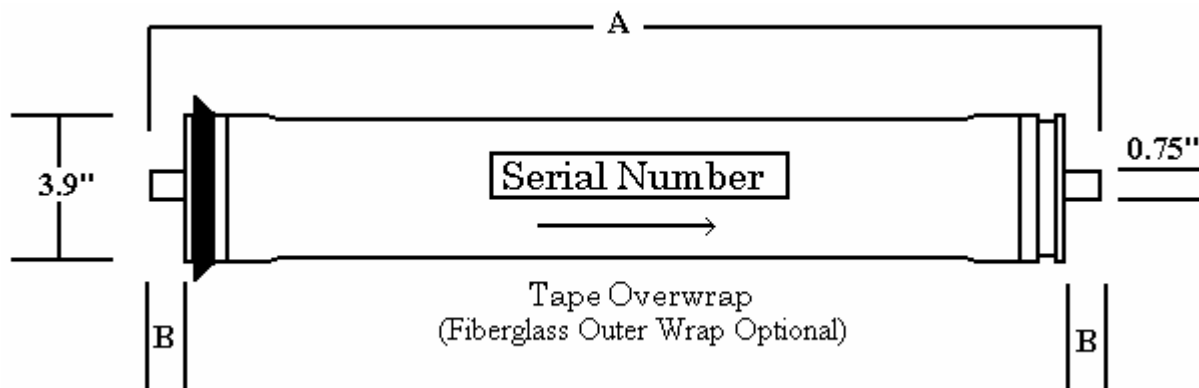 A
3.9"
0.75"
Serial Number
Tape Overwrap
(Fiberglass Outer Wrap Optional)
B
B